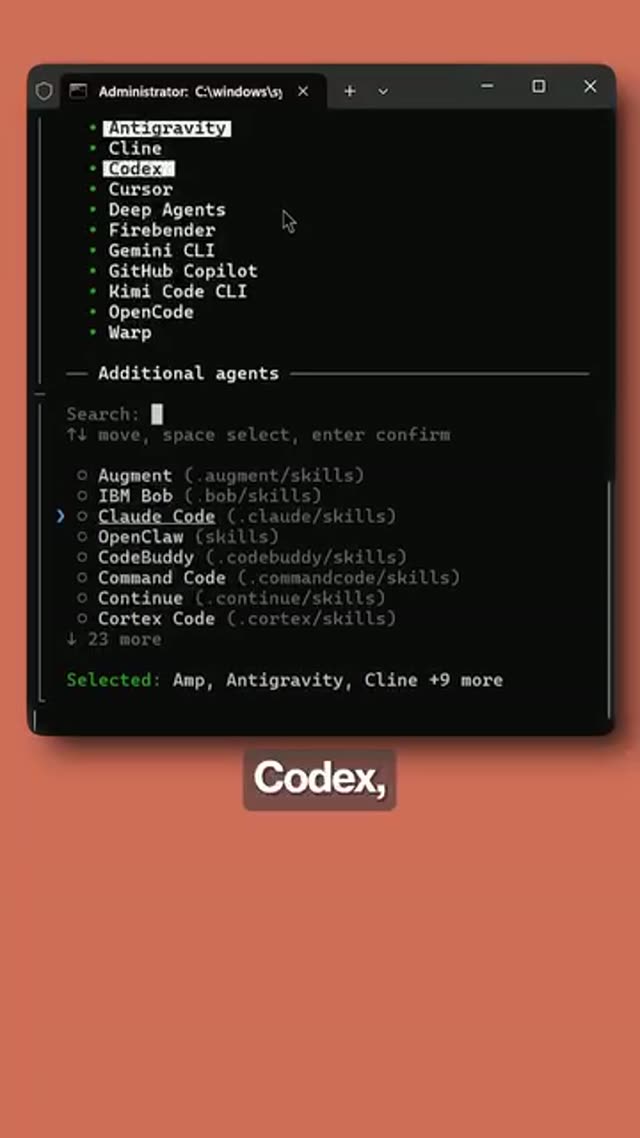 Administrator: C:\windows\sy
• Antigravity
• Cline
• Codex
• Cursor
• Deep Agents
• Firebender
• Gemini CLI
• GitHub Copilot
• Kimi Code CLI
• OpenCode
• Warp
Additional agents
Search:
↑↓ move, space select, enter confirm
○ Augment (.augment/skills)
○ IBM Bob (.bob/skills)
❯ ○ Claude Code (.claude/skills)
○ OpenClaw (skills)
○ CodeBuddy (.codebuddy/skills)
○ Command Code (.commandcode/skills)
○ Continue (.continue/skills)
○ Cortex Code (.cortex/skills)
↓ 23 more
Selected: Amp, Antigravity, Cline +9 more
Codex,